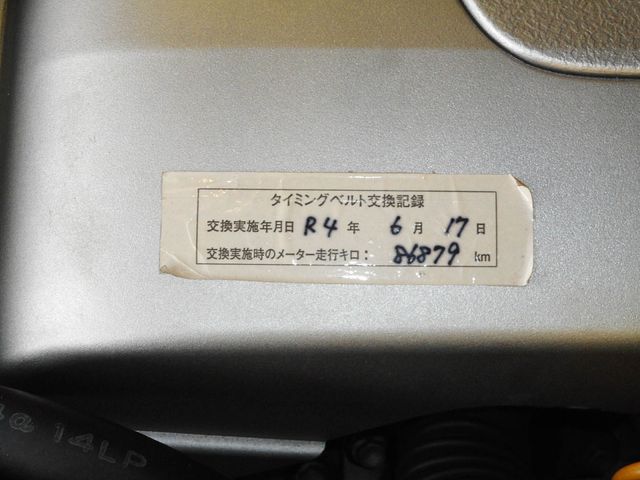 タイミングベルト交換記録
交換実施年月日 R4 年 6 月 17 日
交換実施時のメーター走行キロ： 86879 km
14LP